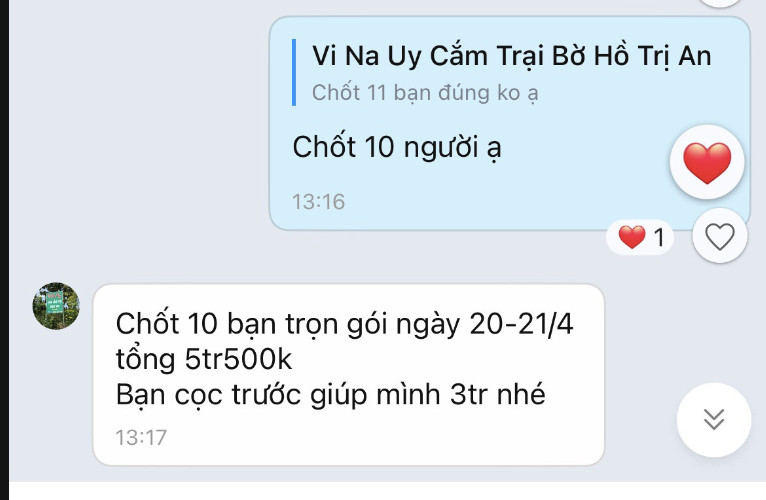 Vi Na Uy Cắm Trại Bờ Hồ Trị An
Chốt 11 bạn đúng ko ạ
Chốt 10 người ạ
13:16
1
Chốt 10 bạn trọn gói ngày 20-21/4
tổng 5tr500k
Bạn cọc trước giúp mình 3tr nhé
13:17